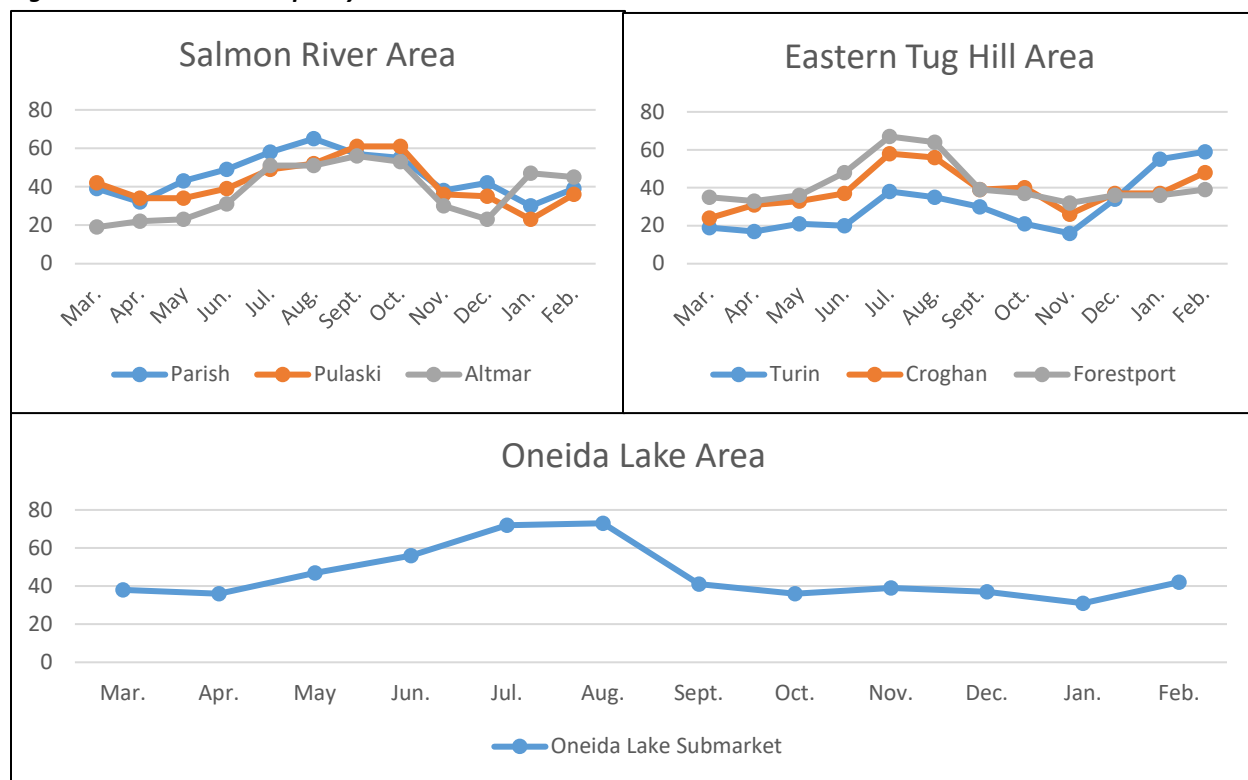 Salmon River Area
80
60
40
20
0
Mar. Apr. May Jun. Jul. Aug. Sept. Oct. Nov. Dec. Jan. Feb.
Parish Pulaski Altmar
Eastern Tug Hill Area
80
60
40
20
0
Mar. Apr. May Jun. Jul. Aug. Sept. Oct. Nov. Dec. Jan. Feb.
Turin Croghan Forestport
Oneida Lake Area
80
60
40
20
0
Mar. Apr. May Jun. Jul. Aug. Sept. Oct. Nov. Dec. Jan. Feb.
Oneida Lake Submarket